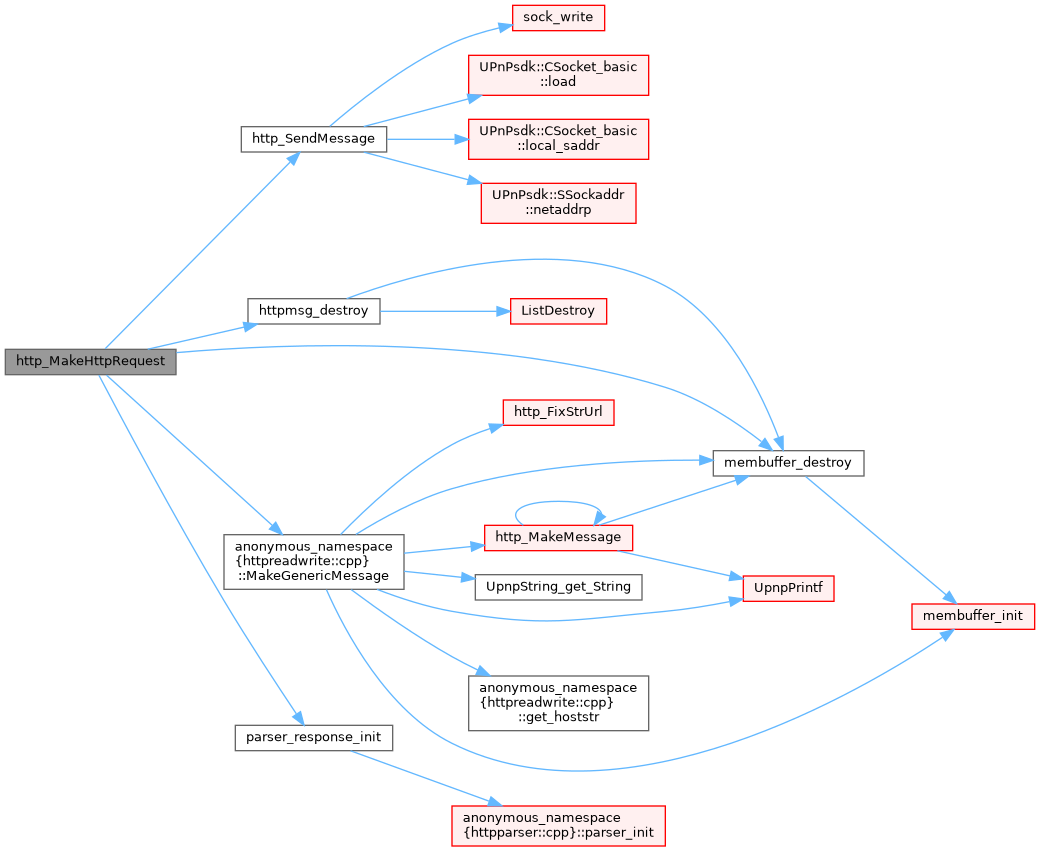 sock_write
UPnPsdk::CSocket_basic
::load
http_SendMessage
UPnPsdk::CSocket_basic
::local_saddr
UPnPsdk::SSockaddr
::netaddrp
httpmsg_destroy
ListDestroy
http_MakeHttpRequest
http_FixStrUrl
membuffer_destroy
http_MakeMessage
anonymous_namespace
{httpreadwrite::cpp}
::MakeGenericMessage
UpnpString_get_String
UpnpPrintf
membuffer_init
anonymous_namespace
{httpreadwrite::cpp}
::get_hoststr
parser_response_init
anonymous_namespace
{httpparser::cpp}::parser_init